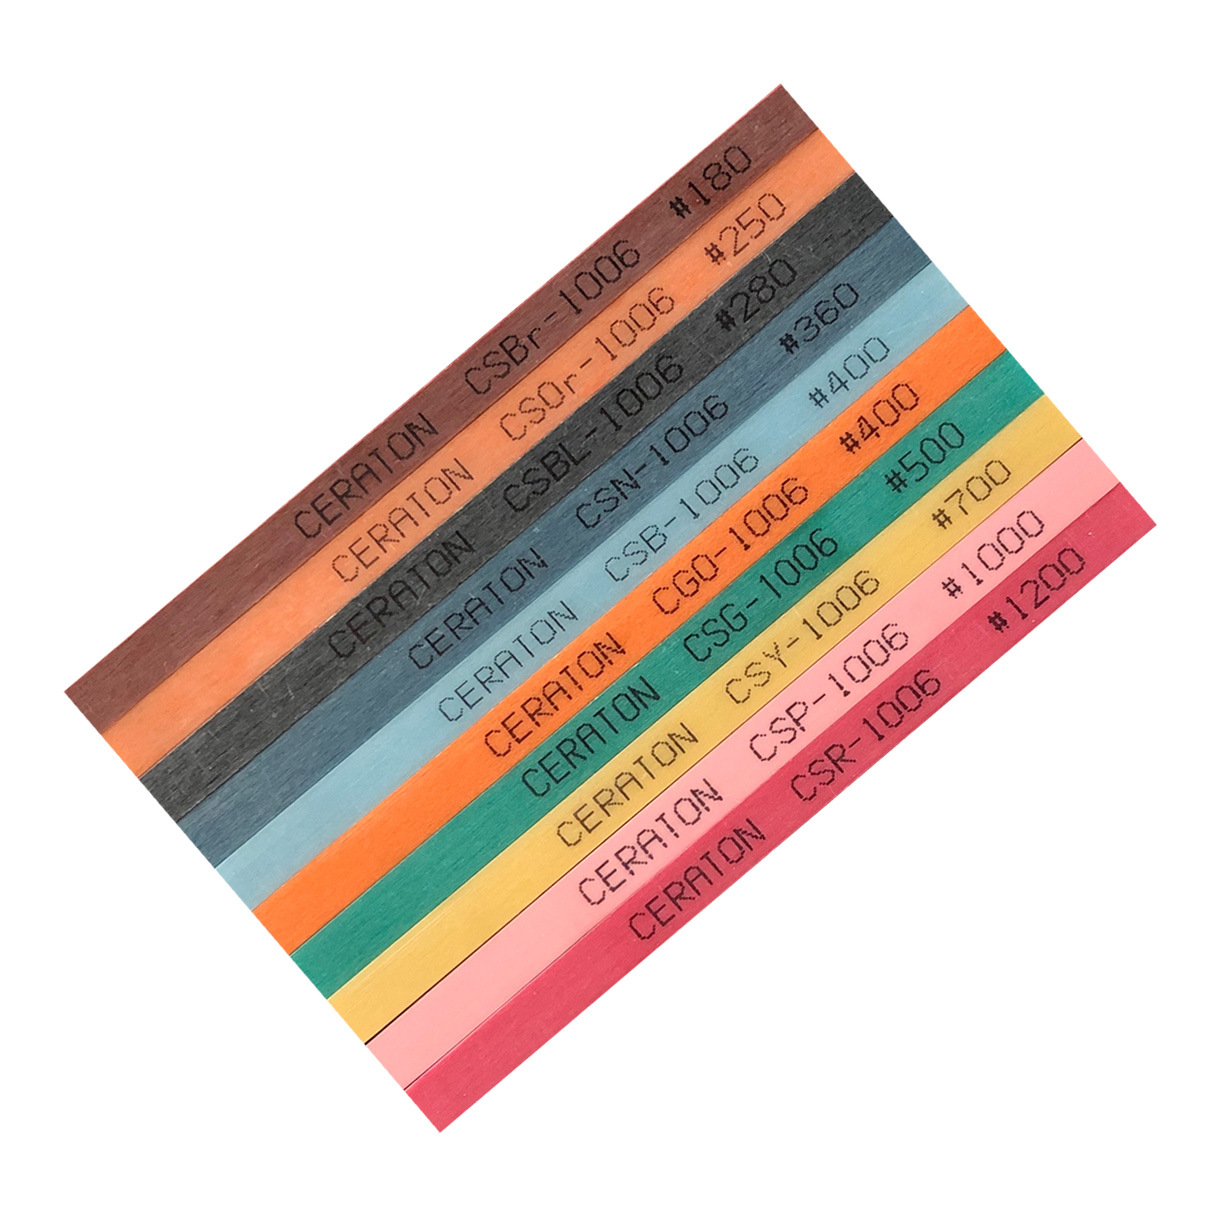 CERATON CSBr-1006 #180
CERATON CSOr-1006 #250
CERATON CSBL-1006 #280
CERATON CSN-1006 #360
CERATON CSB-1006 #400
CERATON CGO-1006 #400
CERATON CSG-1006 #500
CERATON CSY-1006 #700
CERATON CSP-1006 #1000
CERATON CSR-1006 #1200